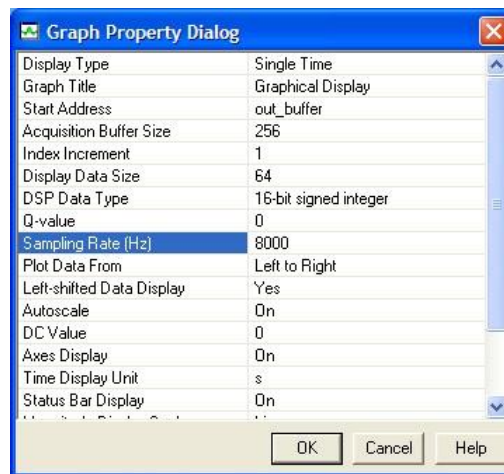 Graph Property Dialog
Display Type Single Time
Graph Title Graphical Display
Start Address out_buffer
Acquisition Buffer Size 256
Index Increment 1
Display Data Size 64
DSP Data Type 16-bit signed integer
Q-value 0
Sampling Rate (Hz) 8000
Plot Data From Left to Right
Left-shifted Data Display Yes
Autoscale On
DC Value 0
Axes Display On
Time Display Unit s
Status Bar Display On
OK Cancel Help